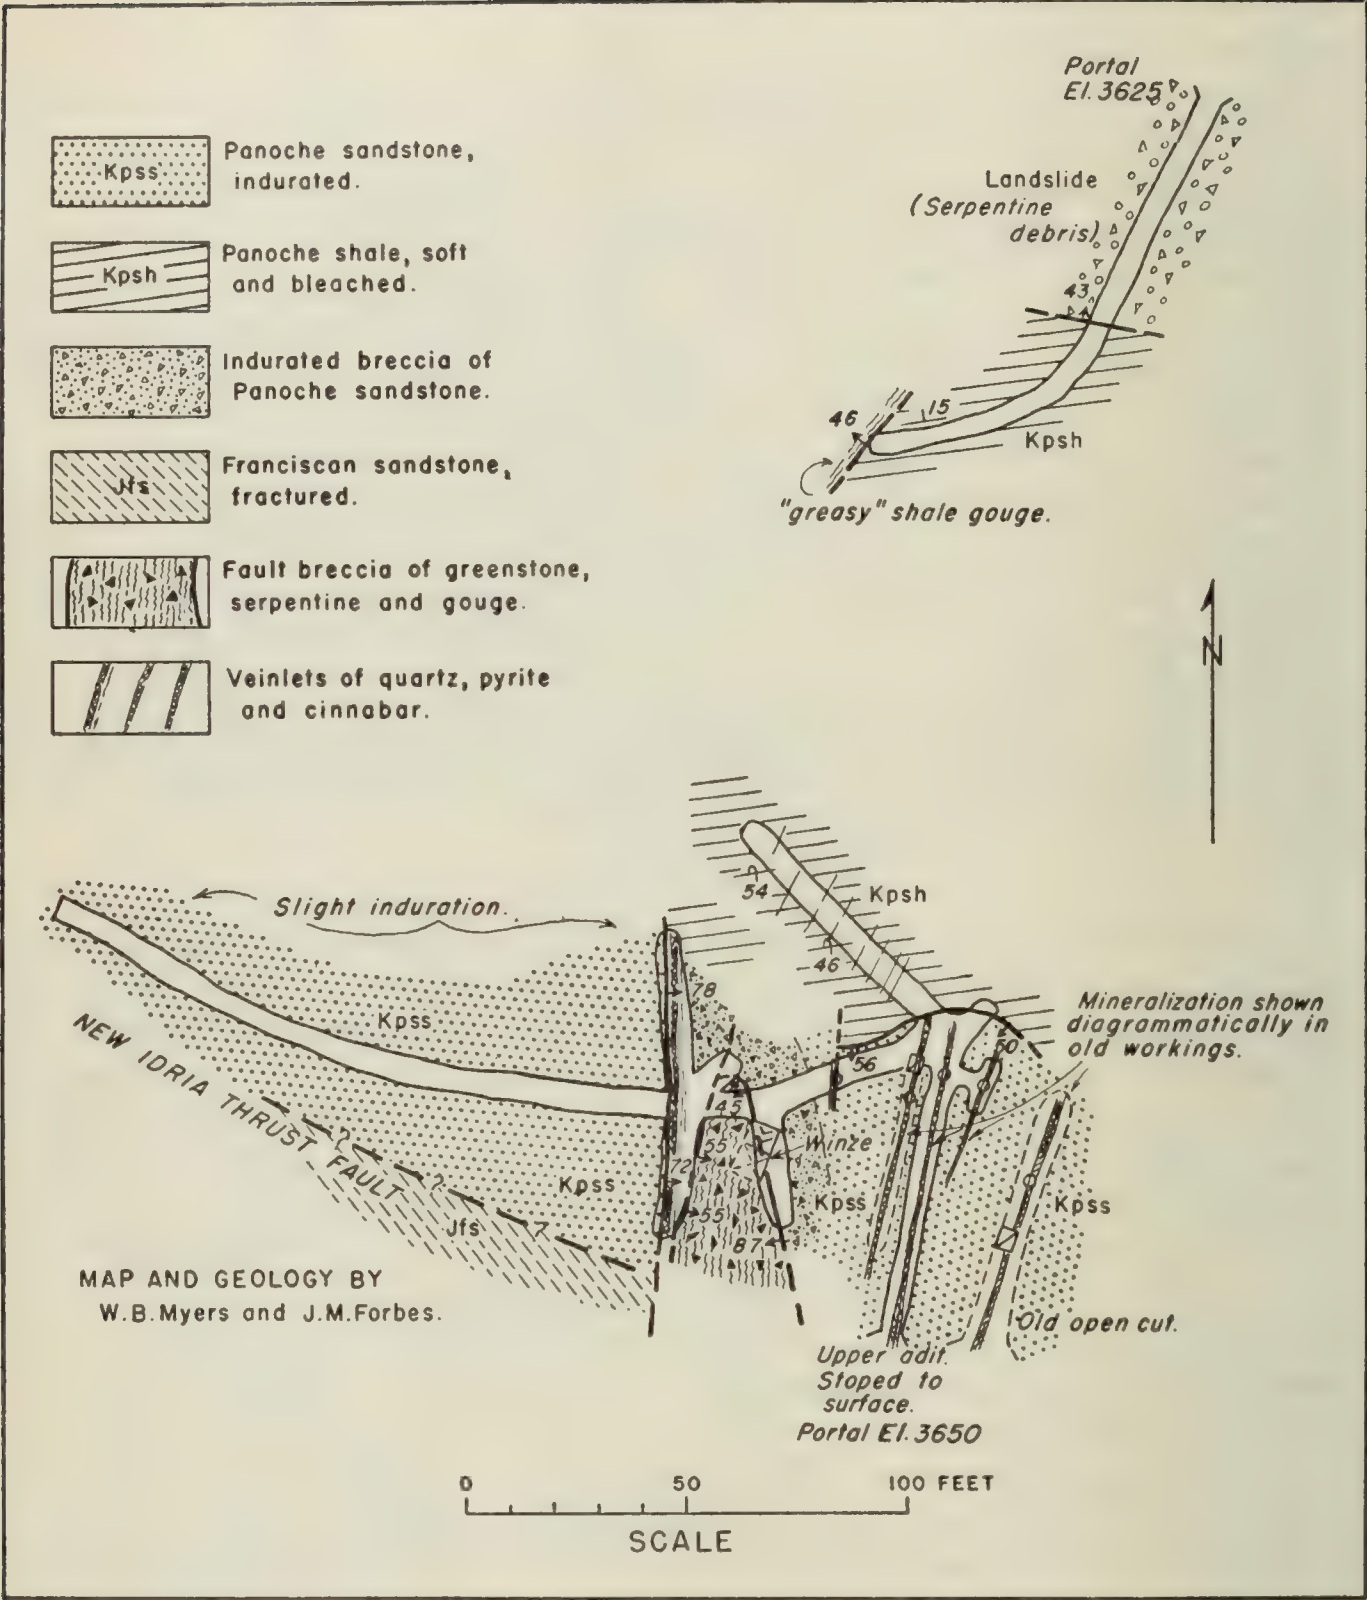 Portal
El. 3625
Kpss
Panoche sandstone,
indurated.
Landslide
(Serpentine
debris)
Kpsh
Panoche shale, soft
and bleached.
43
Indurated breccia of
Panoche sandstone.
46
15
Kpsh
Jfs
Franciscan sandstone,
fractured.
"greasy" shale gouge.
Fault breccia of greenstone,
serpentine and gouge.
N
Veinlets of quartz, pyrite
and cinnabar.
54
Kpsh
Slight induration.
46
78
Mineralization shown
diagrammatically in
old workings.
Kpss
NEW IDRIA THRUST FAULT
50
56
45
?
55
Winze
72
?
Kpss
Kpss
Kpss
55
?
Jfs
87
MAP AND GEOLOGY BY
W.B.Myers and J.M.Forbes.
Old open cut.
Upper adit.
Stoped to
surface.
Portal El. 3650
0 50 100 FEET
SCALE